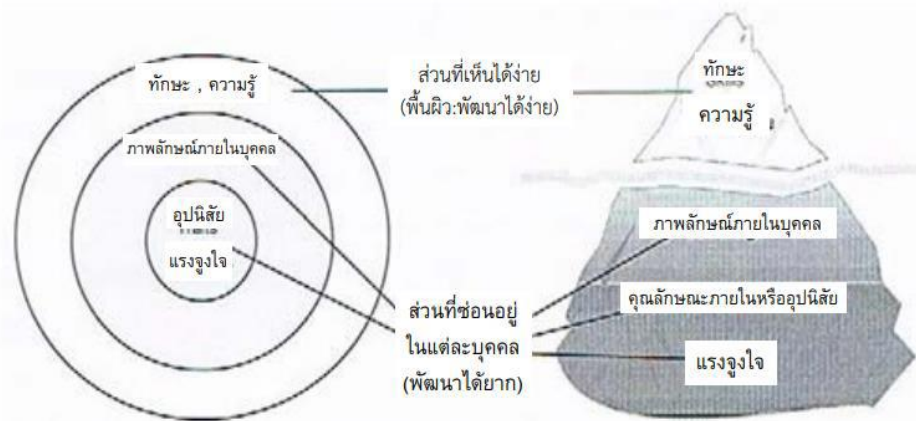 ทักษะ , ความรู้
ภาพลักษณ์ภายในบุคคล
อุปนิสัย
แรงจูงใจ
ส่วนที่เห็นได้ง่าย
(พื้นผิว:พัฒนาได้ง่าย)
ส่วนที่ซ่อนอยู่
ในแต่ละบุคคล
(พัฒนาได้ยาก)
ทักษะ
ความรู้
ภาพลักษณ์ภายในบุคคล
คุณลักษณะภายในหรืออุปนิสัย
แรงจูงใจ